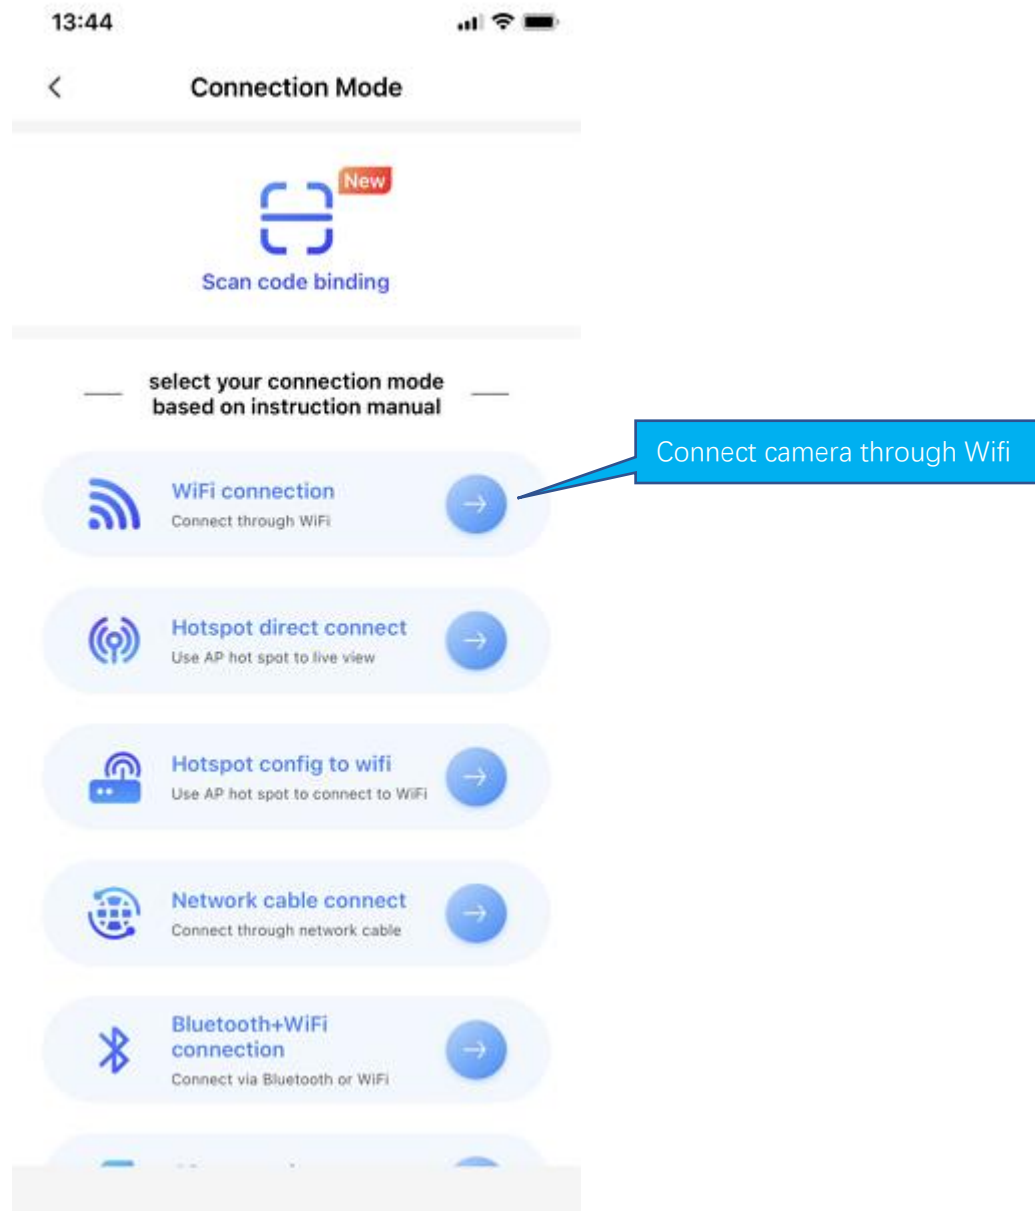 13:44
Connection Mode
New
Scan code binding
select your connection mode
based on instruction manual
Connect camera through Wifi
WiFi connection
Connect through WiFi
Hotspot direct connect
Use AP hot spot to live view
Hotspot config to wifi
Use AP hot spot to connect to WiFi
Network cable connect
Connect through network cable
Bluetooth+WiFi
connection
Connect via Bluetooth or WiFi